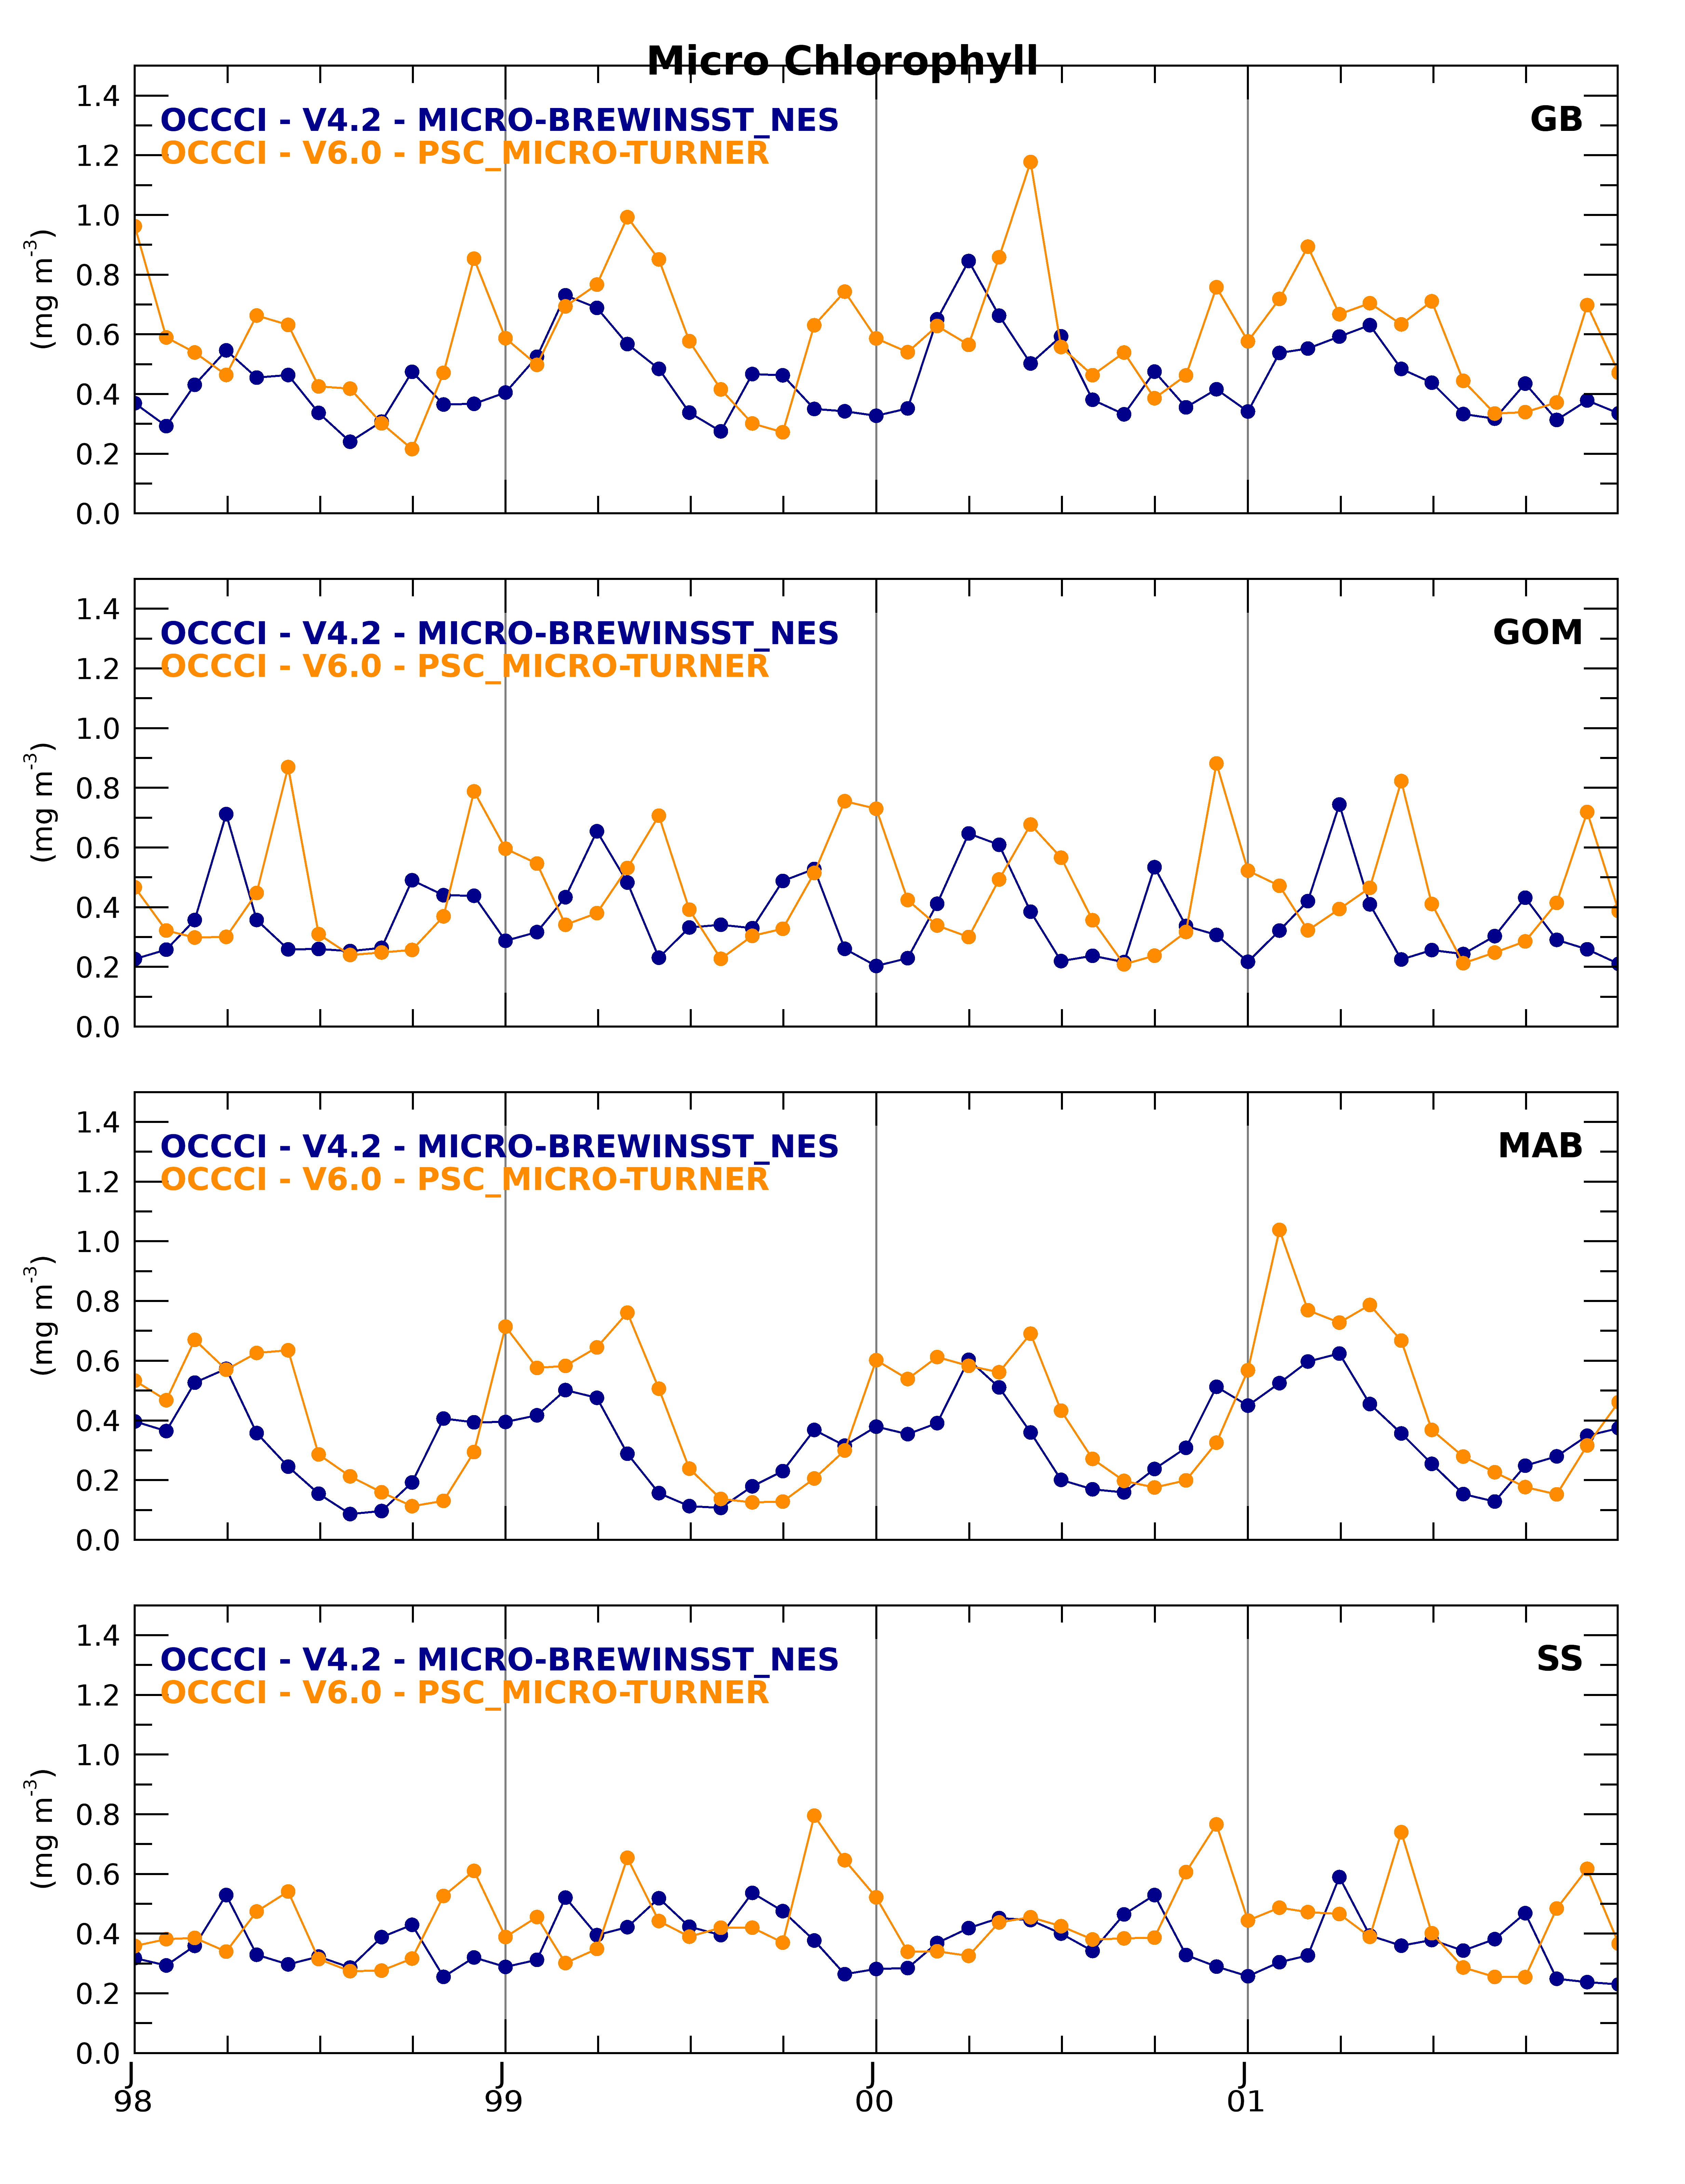 Micro Chlorophyll
1.4
OCCCI - V4.2 - MICRO-BREWINSST_NES
GB
1.2
OCCCI - V6.0 - PSC_MICRO-TURNER
1.0
0.8
(mg m-3)
0.6
0.4
0.2
0.0
1.4
OCCCI - V4.2 - MICRO-BREWINSST_NES
GOM
1.2
OCCCI - V6.0 - PSC_MICRO-TURNER
1.0
0.8
(mg m-3)
0.6
0.4
0.2
0.0
1.4
OCCCI - V4.2 - MICRO-BREWINSST_NES
MAB
1.2
OCCCI - V6.0 - PSC_MICRO-TURNER
1.0
0.8
(mg m-3)
0.6
0.4
0.2
0.0
1.4
OCCCI - V4.2 - MICRO-BREWINSST_NES
SS
1.2
OCCCI - V6.0 - PSC_MICRO-TURNER
1.0
0.8
(mg m-3)
0.6
0.4
0.2
0.0
J J J J
98 99 00 01